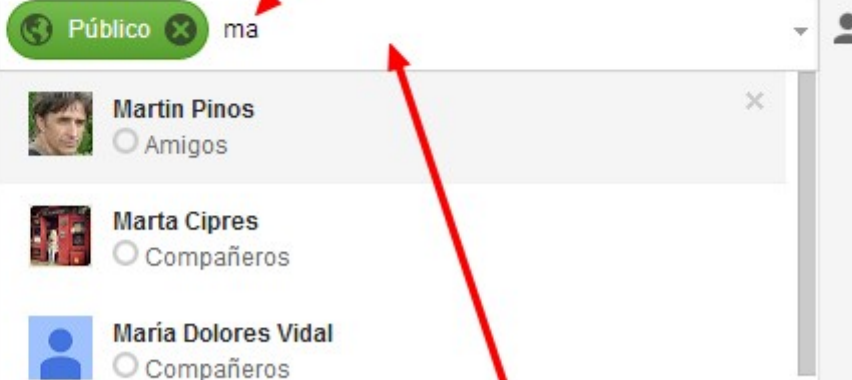 Público ma
Martin Pinos
Amigos
Marta Cipres
Compañeros
María Dolores Vidal
Compañeros